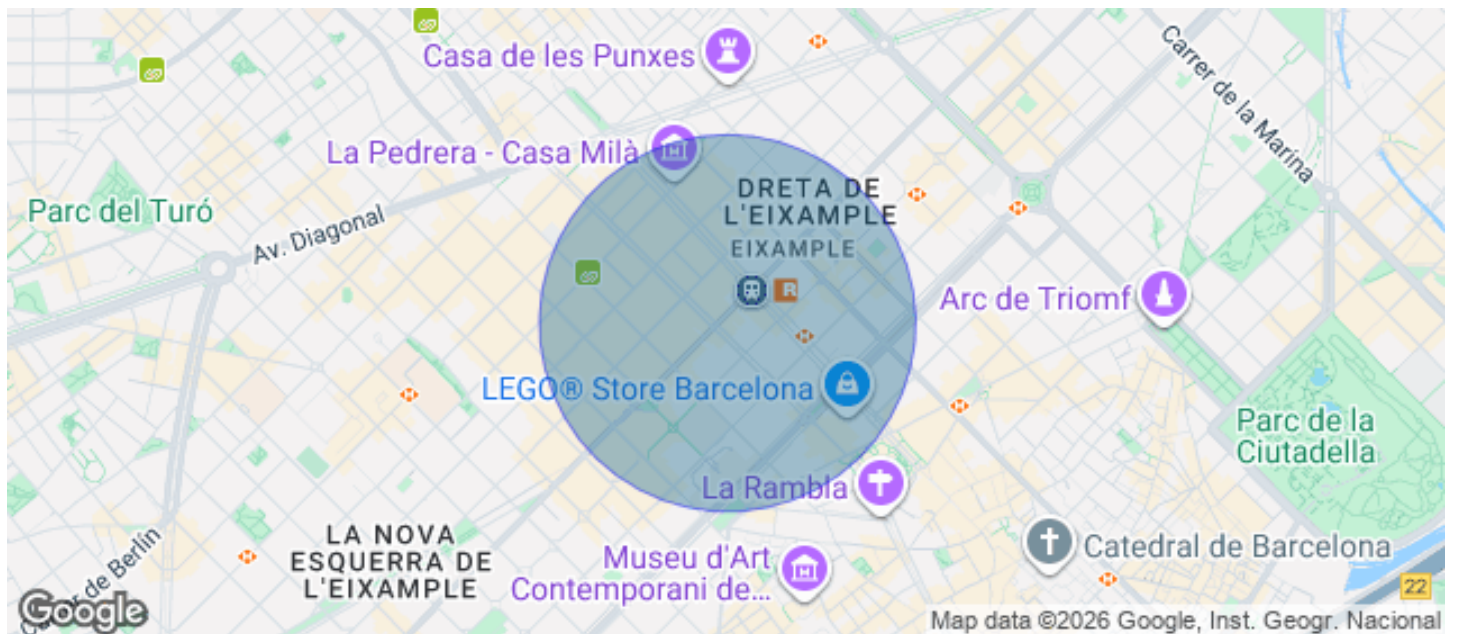 Casa de les Punxes
Carrer de la Marina
La Pedrera - Casa Milà
DRETA DE
L'EIXAMPLE
EIXAMPLE
Parc del Turó
Av. Diagonal
R
Arc de Triomf
LEGO® Store Barcelona
Parc de la
Ciutadella
La Rambla
LA NOVA
ESQUERRA DE
L'EIXAMPLE
Museu d'Art
Contemporani de...
Catedral de Barcelona
de Berlín
22
Google
Map data ©2026 Google, Inst. Geogr. Nacional